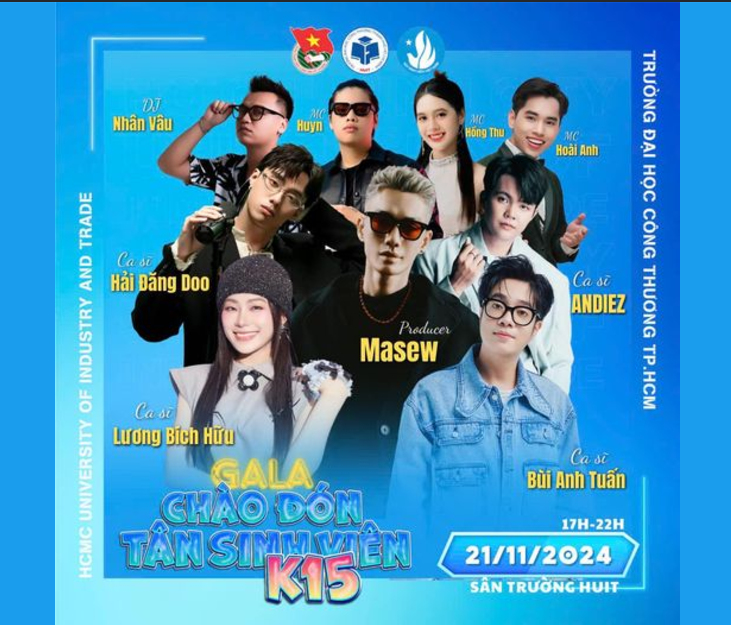 DJ
Nhân Vâu
MC
Huyn
MC
Hồng Thu
MC
Hoài Anh
Ca sĩ
Hải Đăng Doo
Producer
Masew
Ca sĩ
ANDIEZ
Ca sĩ
Lương Bích Hữu
Ca sĩ
Bùi Anh Tuấn
GALA
CHÀO ĐÓN
TÂN SINH VIÊN
K15
17H-22H
21/11/2024
SÂN TRƯỜNG HUIT
HCMC UNIVERSITY OF INDUSTRY AND TRADE
TRƯỜNG ĐẠI HỌC CÔNG THƯƠNG TP.HCM
HUIT